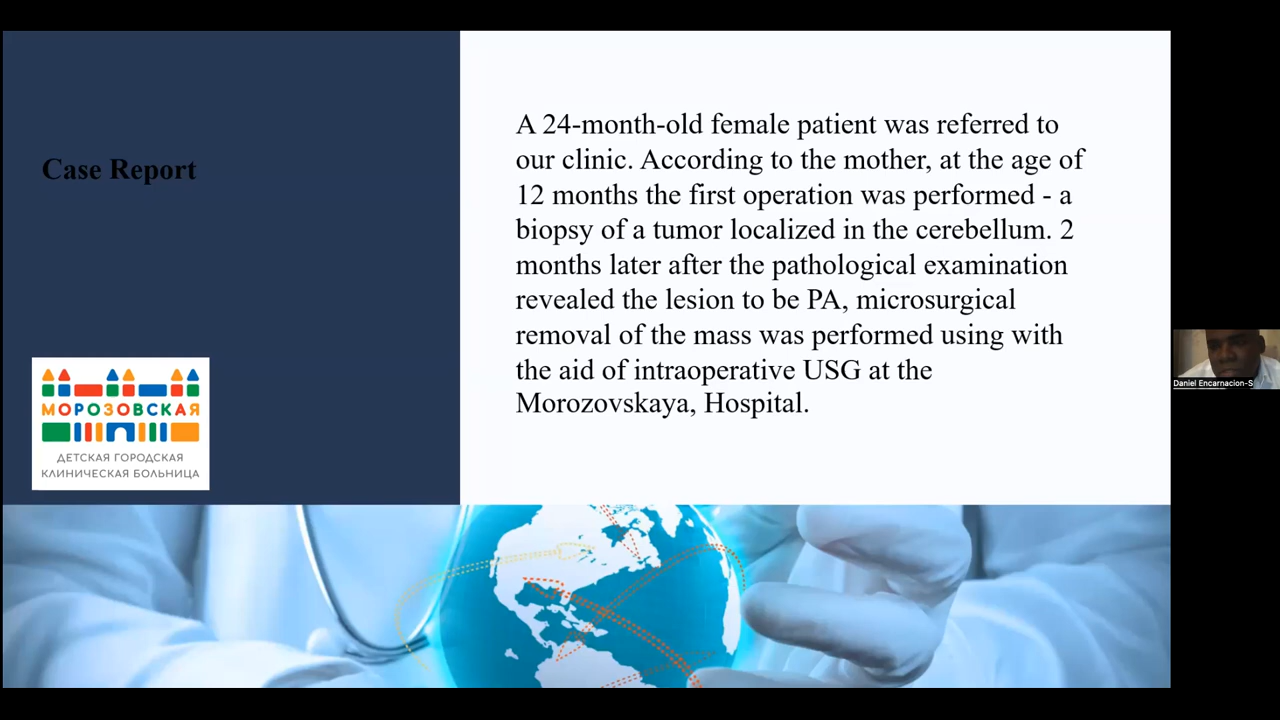 Case Report
A 24-month-old female patient was referred to
our clinic. According to the mother, at the age of
12 months the first operation was performed - a
biopsy of a tumor localized in the cerebellum. 2
months later after the pathological examination
revealed the lesion to be PA, microsurgical
removal of the mass was performed using with
the aid of intraoperative USG at the
Morozovskaya, Hospital.
МОРОЗОВСКАЯ
ДЕТСКАЯ ГОРОДСКАЯ
КЛИНИЧЕСКАЯ БОЛЬНИЦА
Daniel Encarnacion-S